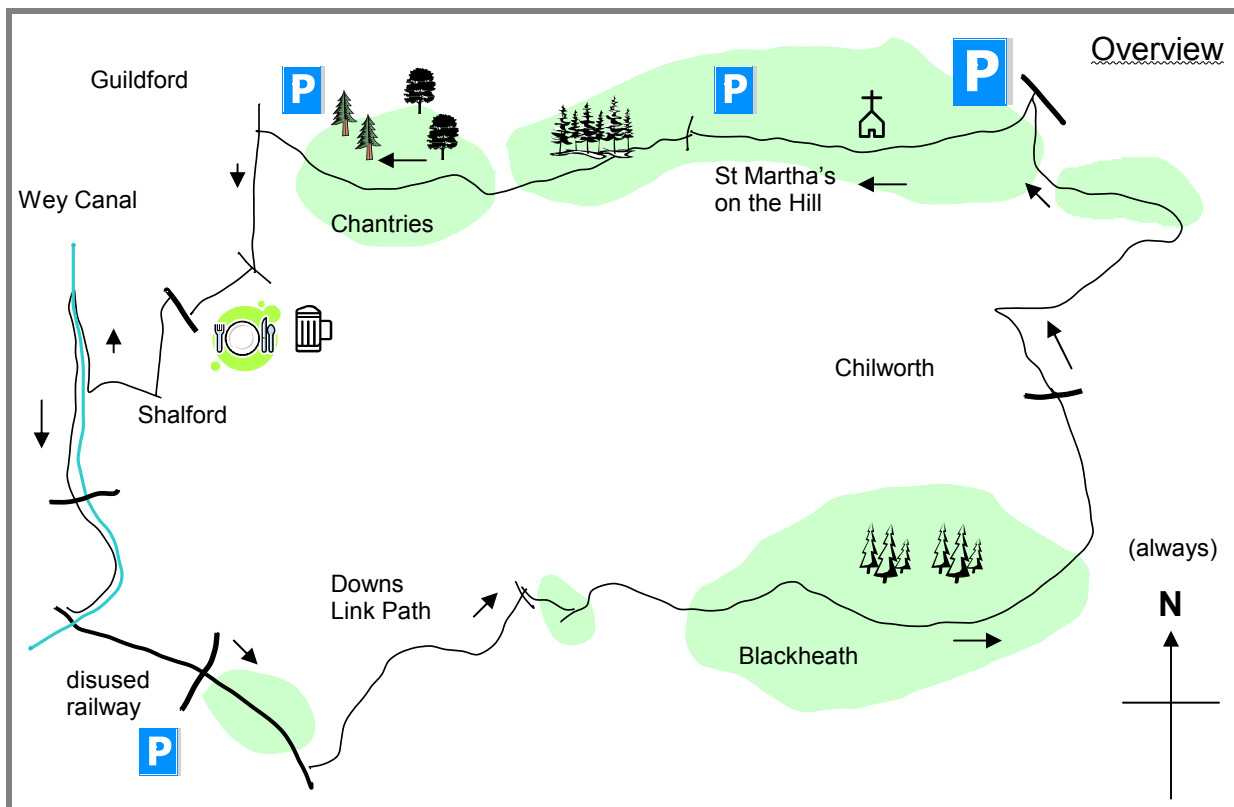 Overview
Guildford
P
P
P
Wey Canal
St Martha's
on the Hill
Chantries
Chilworth
Shalford
(always)
Downs
Link Path
N
Blackheath
disused
railway
P